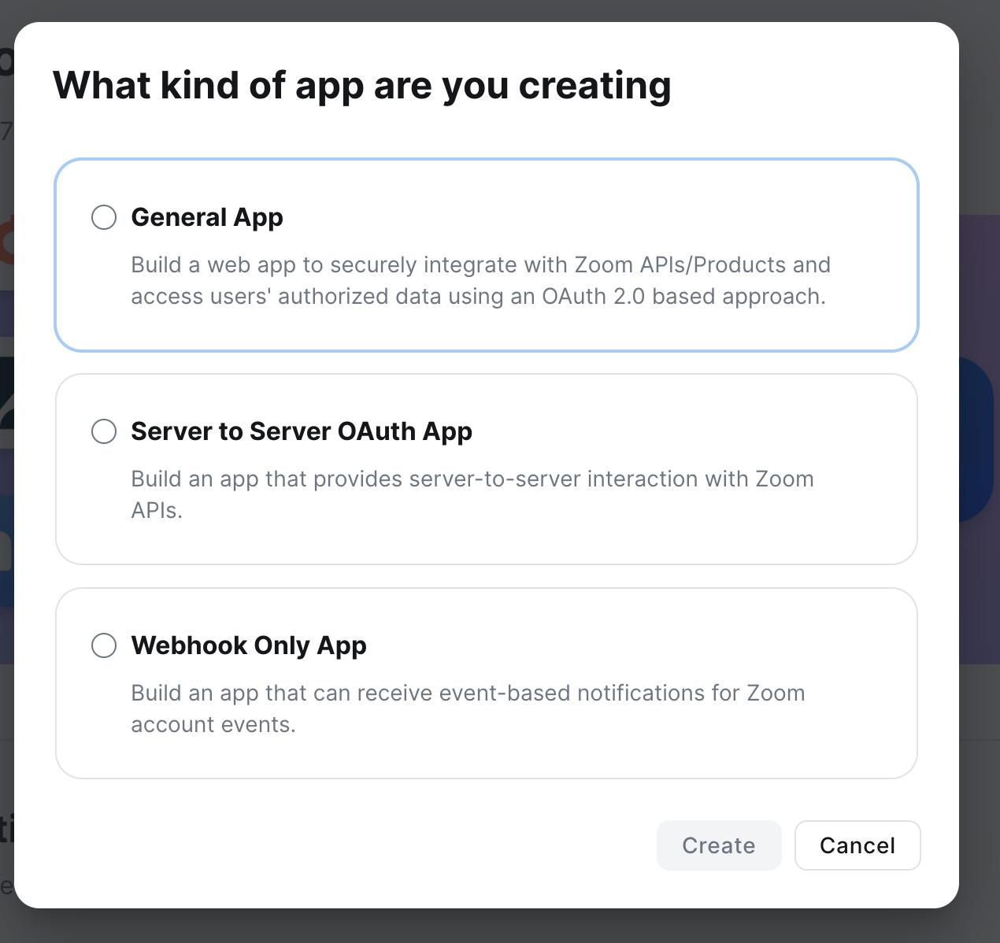 What kind of app are you creating
General App
Build a web app to securely integrate with Zoom APIs/Products and
access users' authorized data using an OAuth 2.0 based approach.
Server to Server OAuth App
Build an app that provides server-to-server interaction with Zoom
APIs.
Webhook Only App
Build an app that can receive event-based notifications for Zoom
account events.
Create
Cancel